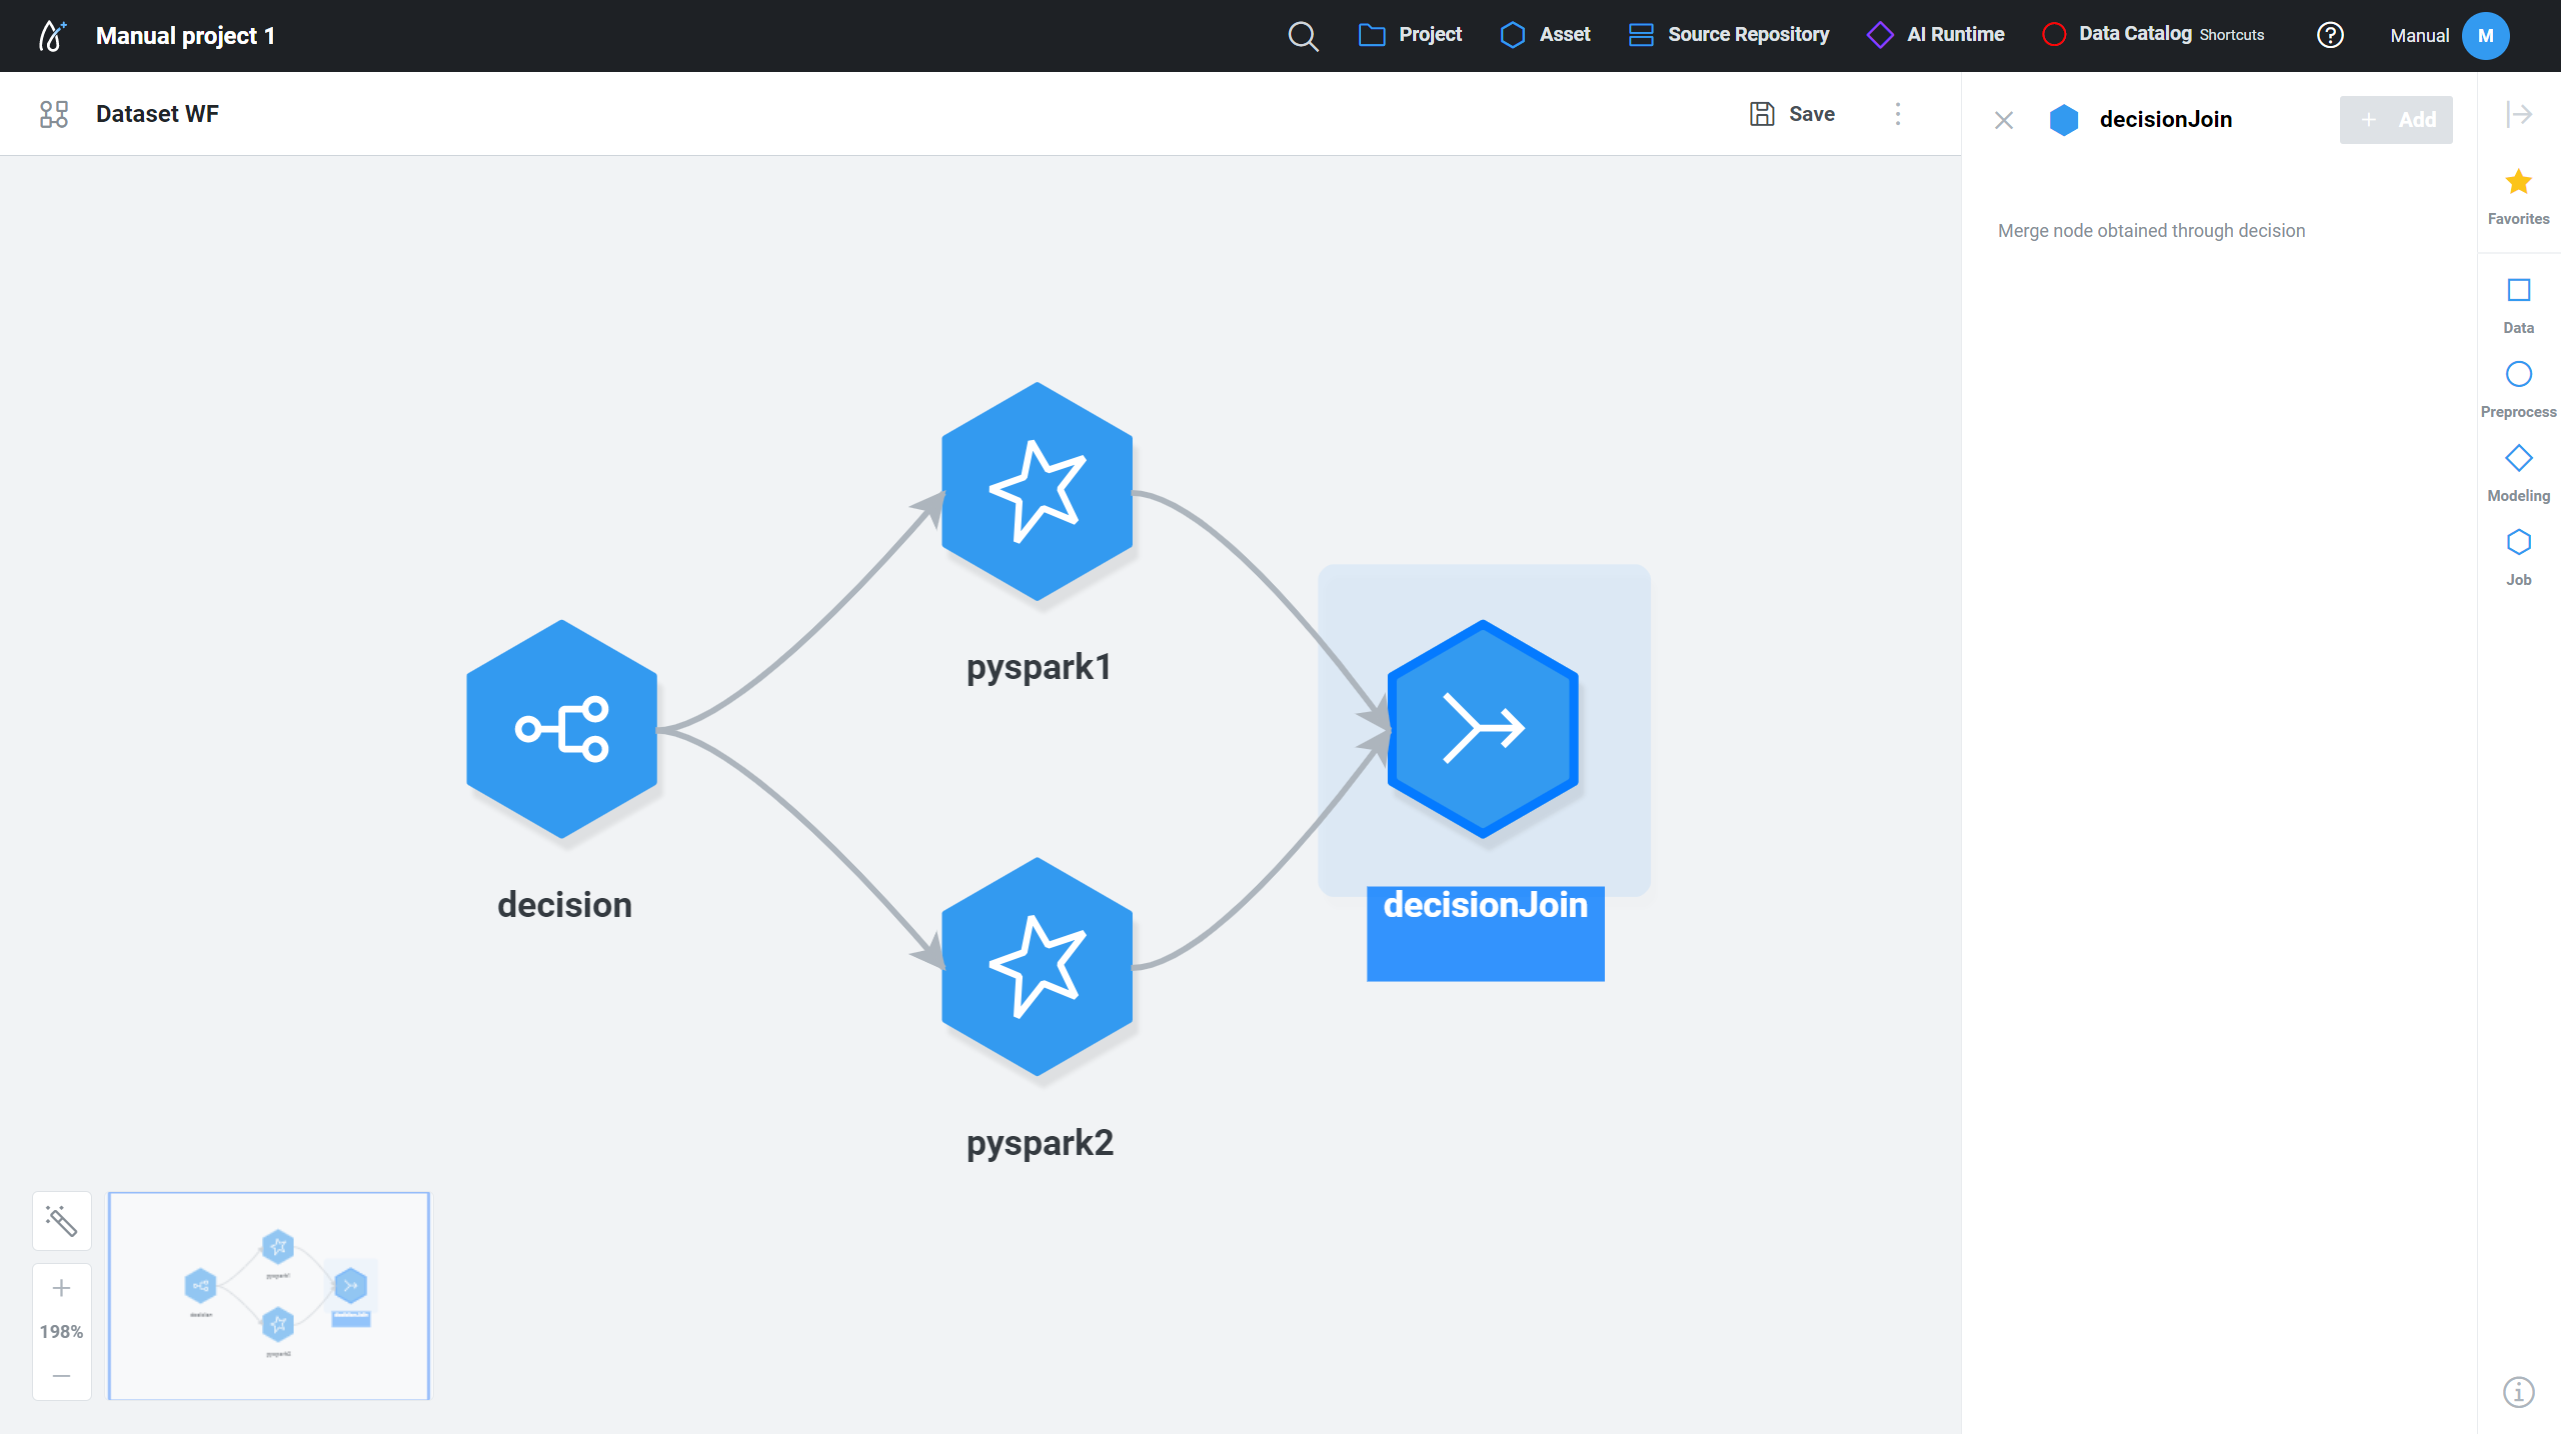 Manual project 1
Project
Asset
Source Repository
AI Runtime
Data Catalog Shortcuts
Manual
M
Dataset WF
Save
decisionJoin
+ Add
Merge node obtained through decision
Favorites
Data
Preprocess
Modeling
Job
pyspark1
decision
decisionJoin
pyspark2
198%